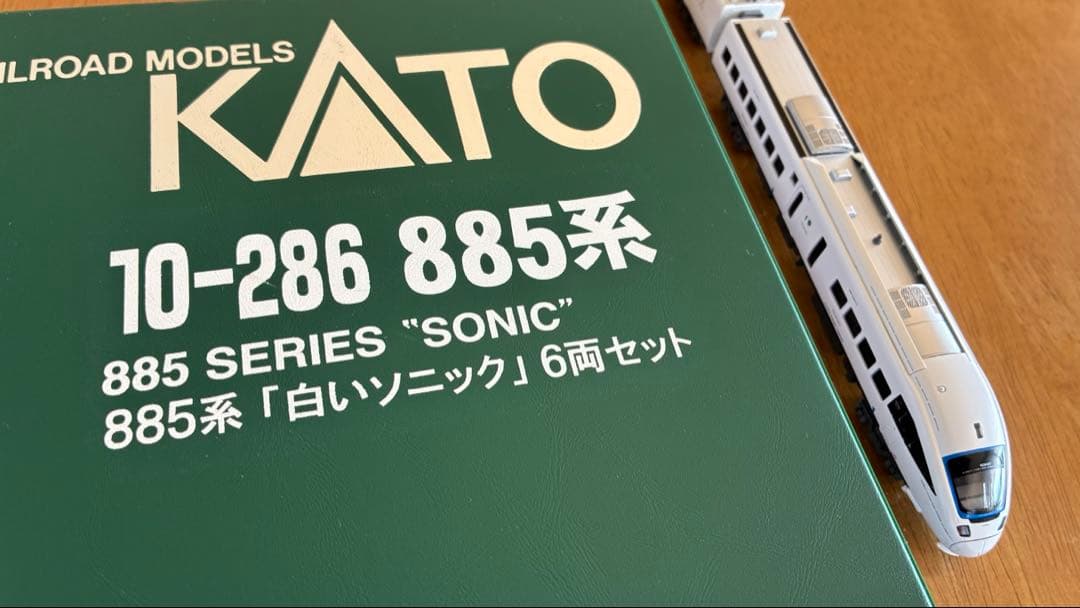 ILROAD MODELS
KATO
10-286 885系
885 SERIES “SONIC”
885系「白いソニック」6両セット